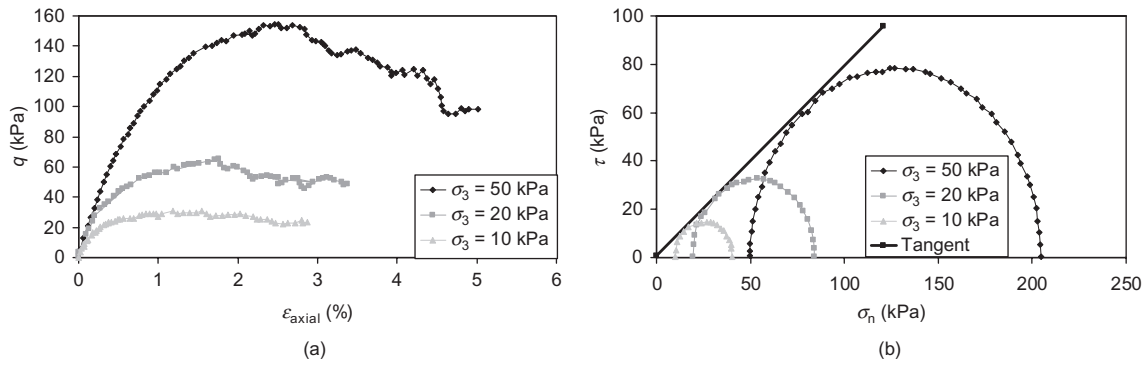 160
140
120
100
80
60
40
20
0
q (kPa)
0 1 2 3 4 5 6
εaxial (%)
σ3 = 50 kPa
σ3 = 20 kPa
σ3 = 10 kPa
(a)
100
80
60
40
20
0
τ (kPa)
0 50 100 150 200 250
σn (kPa)
σ3 = 50 kPa
σ3 = 20 kPa
σ3 = 10 kPa
Tangent
(b)